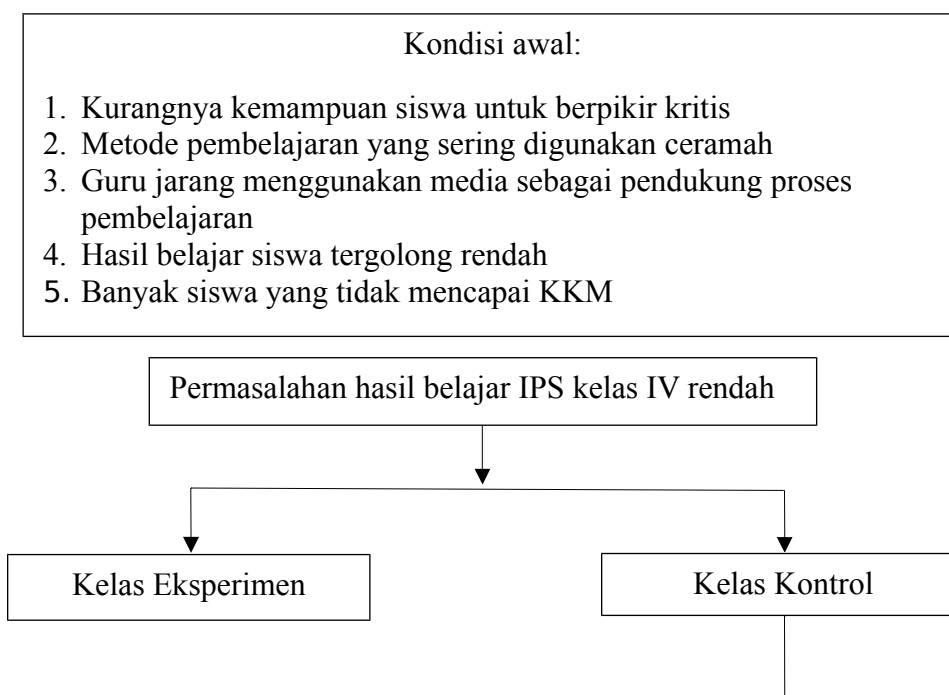 Kondisi awal:
1. Kurangnya kemampuan siswa untuk berpikir kritis
2. Metode pembelajaran yang sering digunakan ceramah
3. Guru jarang menggunakan media sebagai pendukung proses
pembelajaran
4. Hasil belajar siswa tergolong rendah
5. Banyak siswa yang tidak mencapai KKM
Permasalahan hasil belajar IPS kelas IV rendah
Kelas Eksperimen
Kelas Kontrol